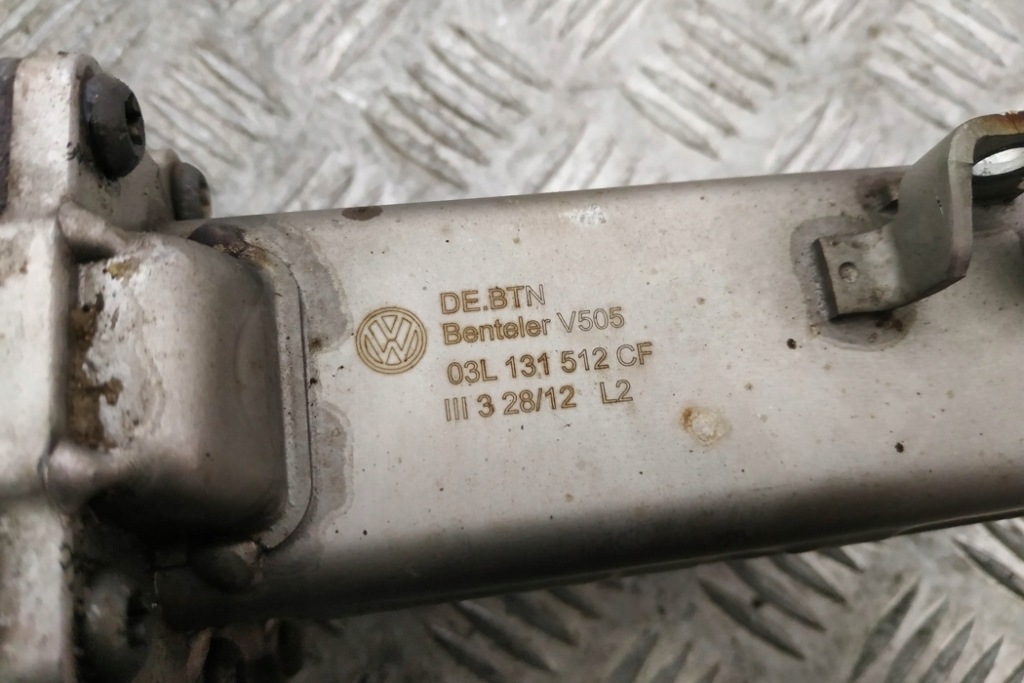 DE.BTN
Benteler V505
03L 131 512 CF
III 3 28/12 L2